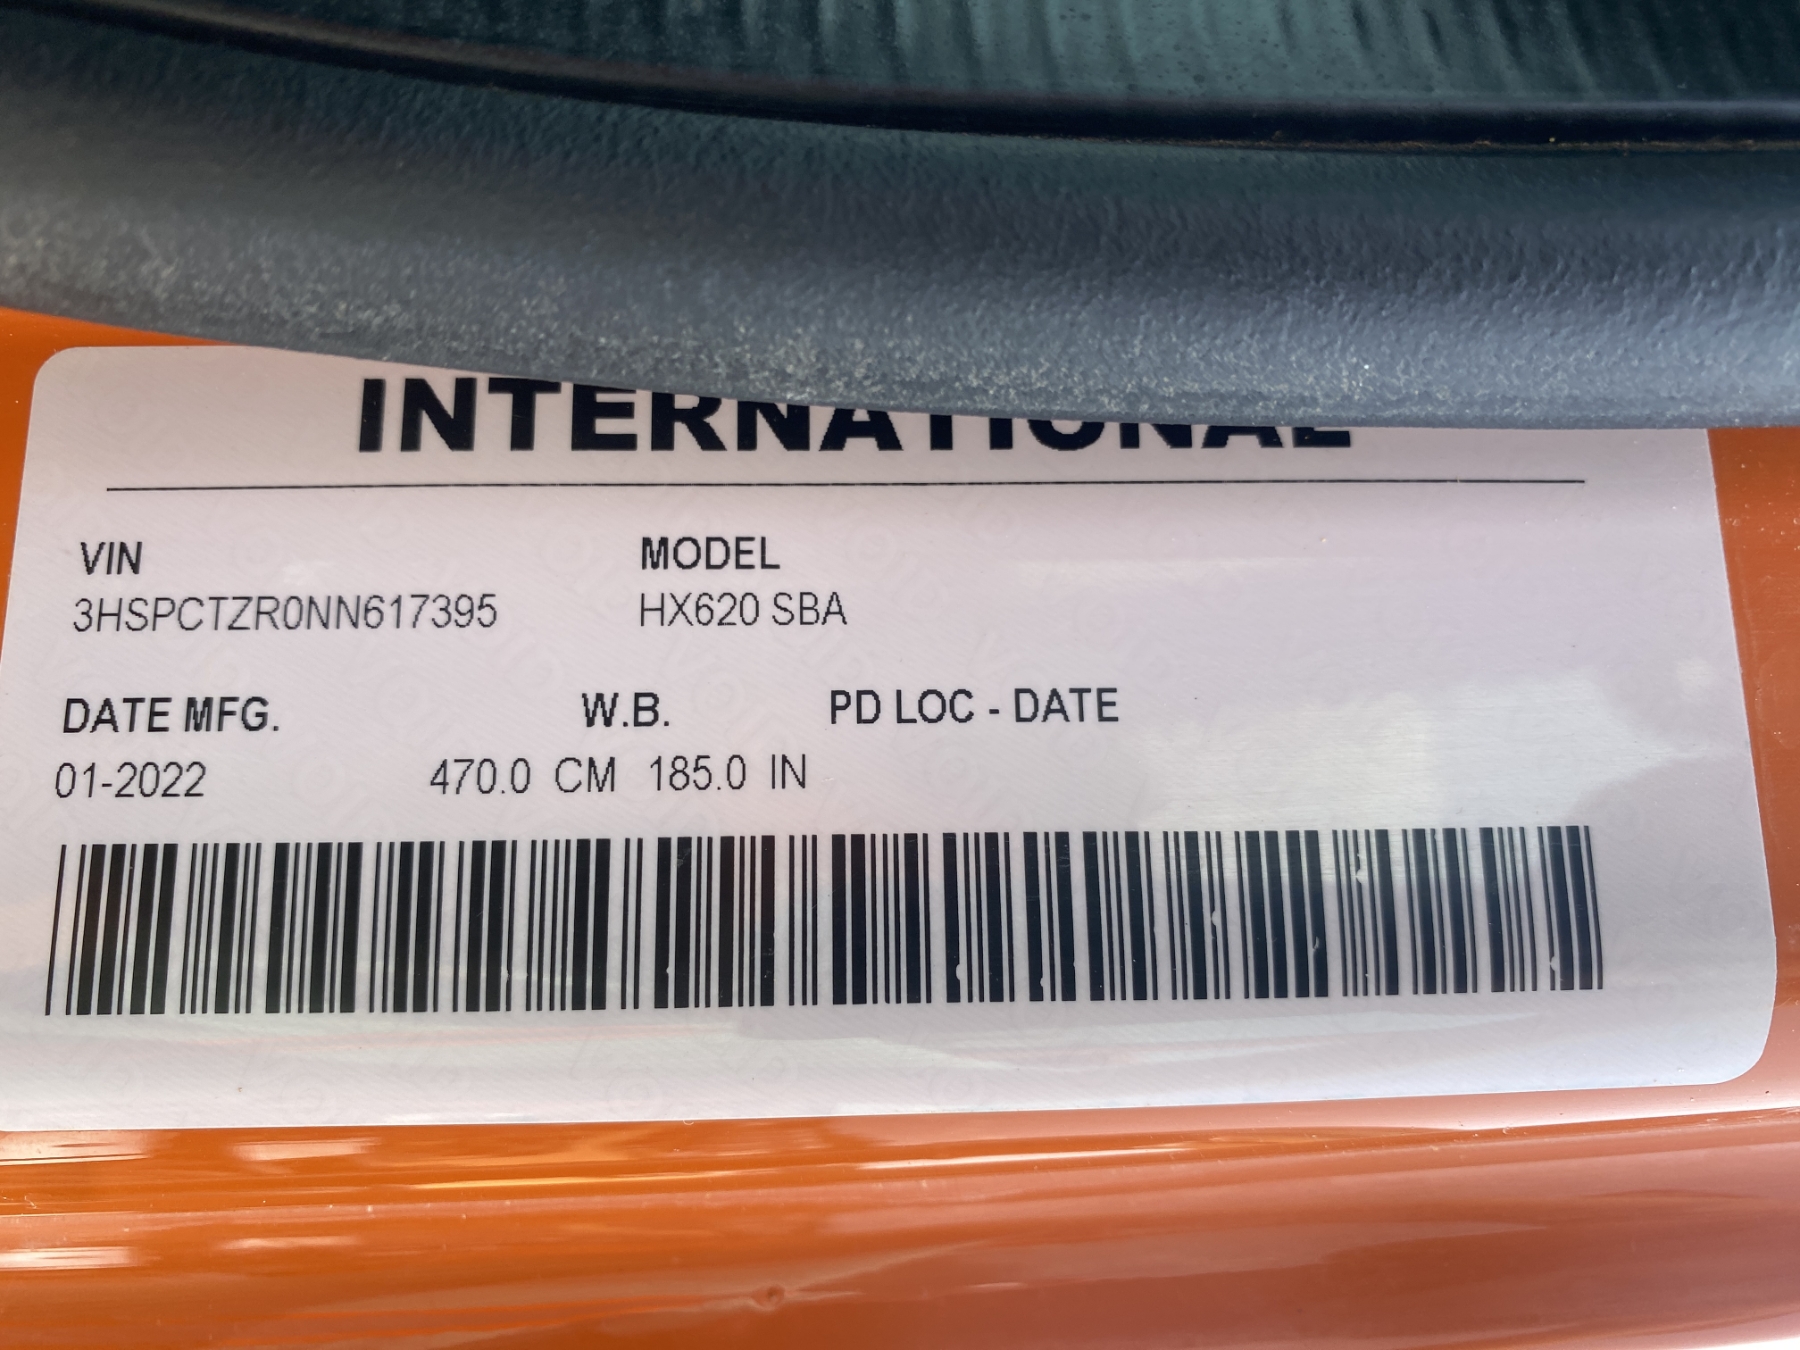 INTERNATIONAL
VIN MODEL
3HSPCTZR0NN617395 HX620 SBA
DATE MFG. W.B. PD LOC - DATE
01-2022 470.0 CM 185.0 IN